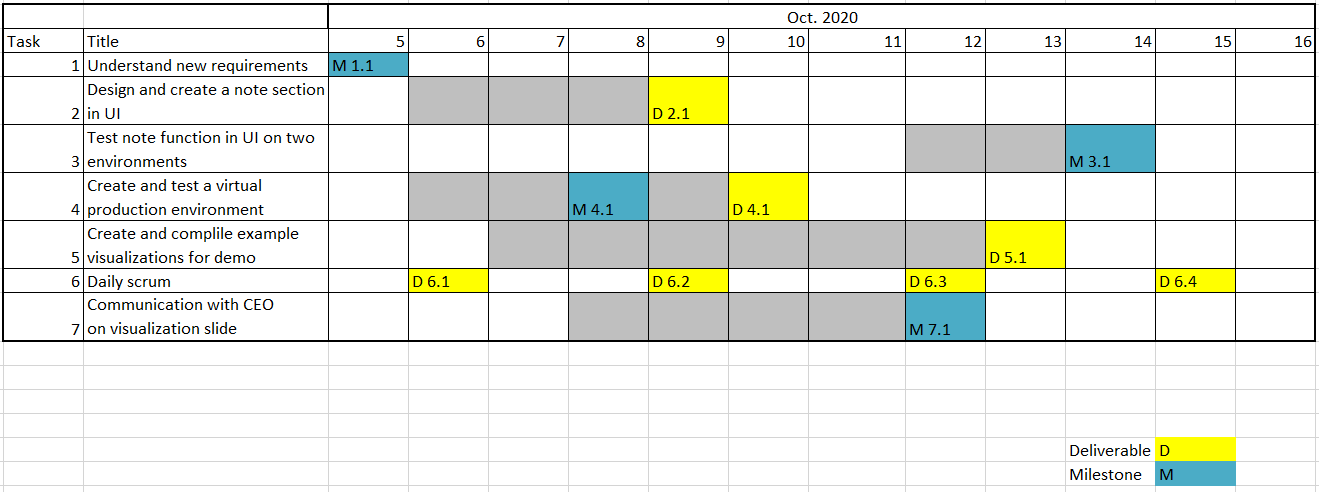 Oct. 2020
Task Title 5 6 7 8 9 10 11 12 13 14 15 16
1 Understand new requirements M 1.1
Design and create a note section
2 in UI D 2.1
Test note function in UI on two
3 environments M 3.1
Create and test a virtual
4 production environment M 4.1 D 4.1
Create and complile example
5 visualizations for demo D 5.1
6 Daily scrum D 6.1 D 6.2 D 6.3 D 6.4
Communication with CEO
7 on visualization slide M 7.1
Deliverable D
Milestone M